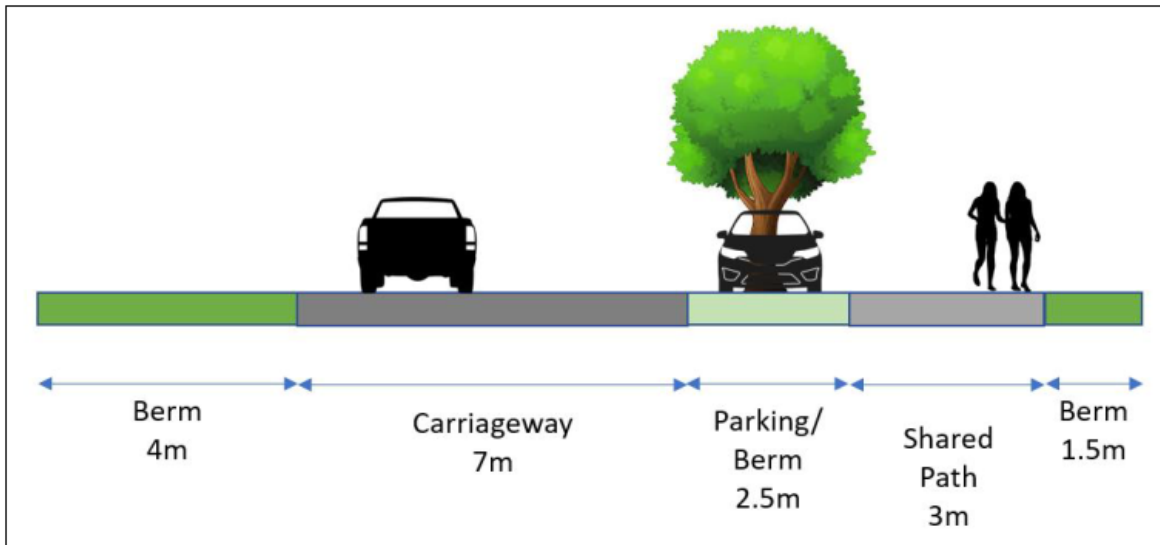 Berm
4m
Carriageway
7m
Parking/
Berm
2.5m
Shared
Path
3m
Berm
1.5m